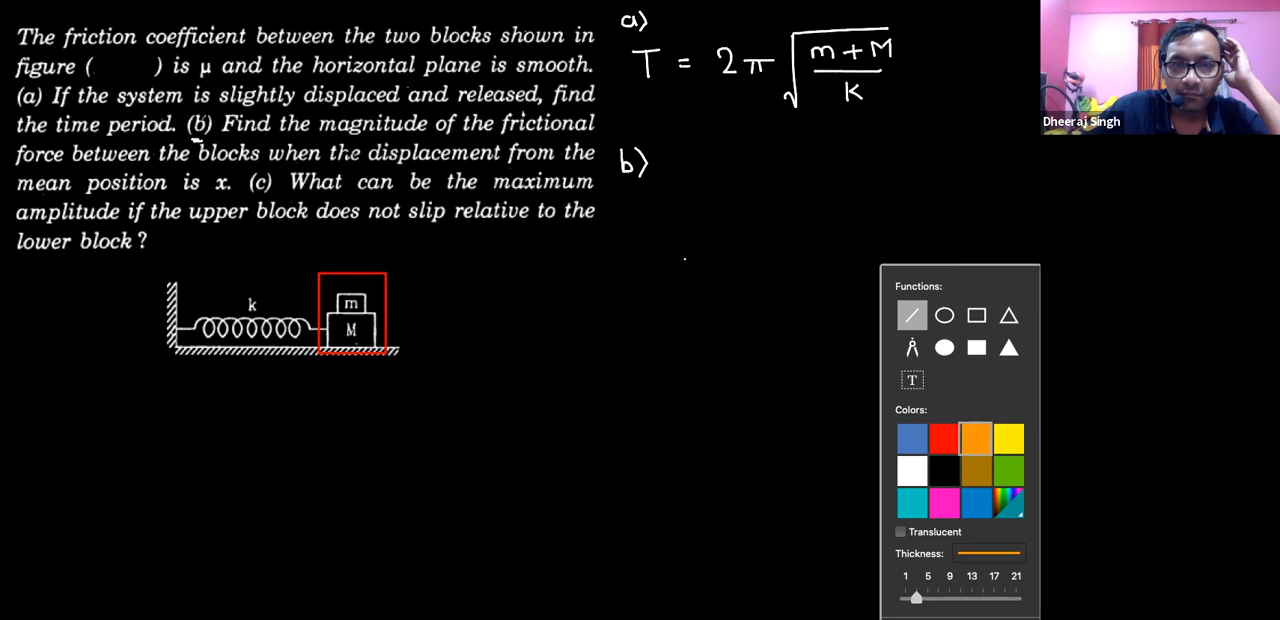 The friction coefficient between the two blocks shown in
figure ( ) is μ and the horizontal plane is smooth.
(a) If the system is slightly displaced and released, find
the time period. (b) Find the magnitude of the frictional
force between the blocks when the displacement from the
mean position is x. (c) What can be the maximum
amplitude if the upper block does not slip relative to the
lower block ?
k
m
M
a)
T = 2π √((m + M)/k)
b)
Dheeraj Singh
Functions:
T
Colors:
Translucent
Thickness:
1 5 9 13 17 21